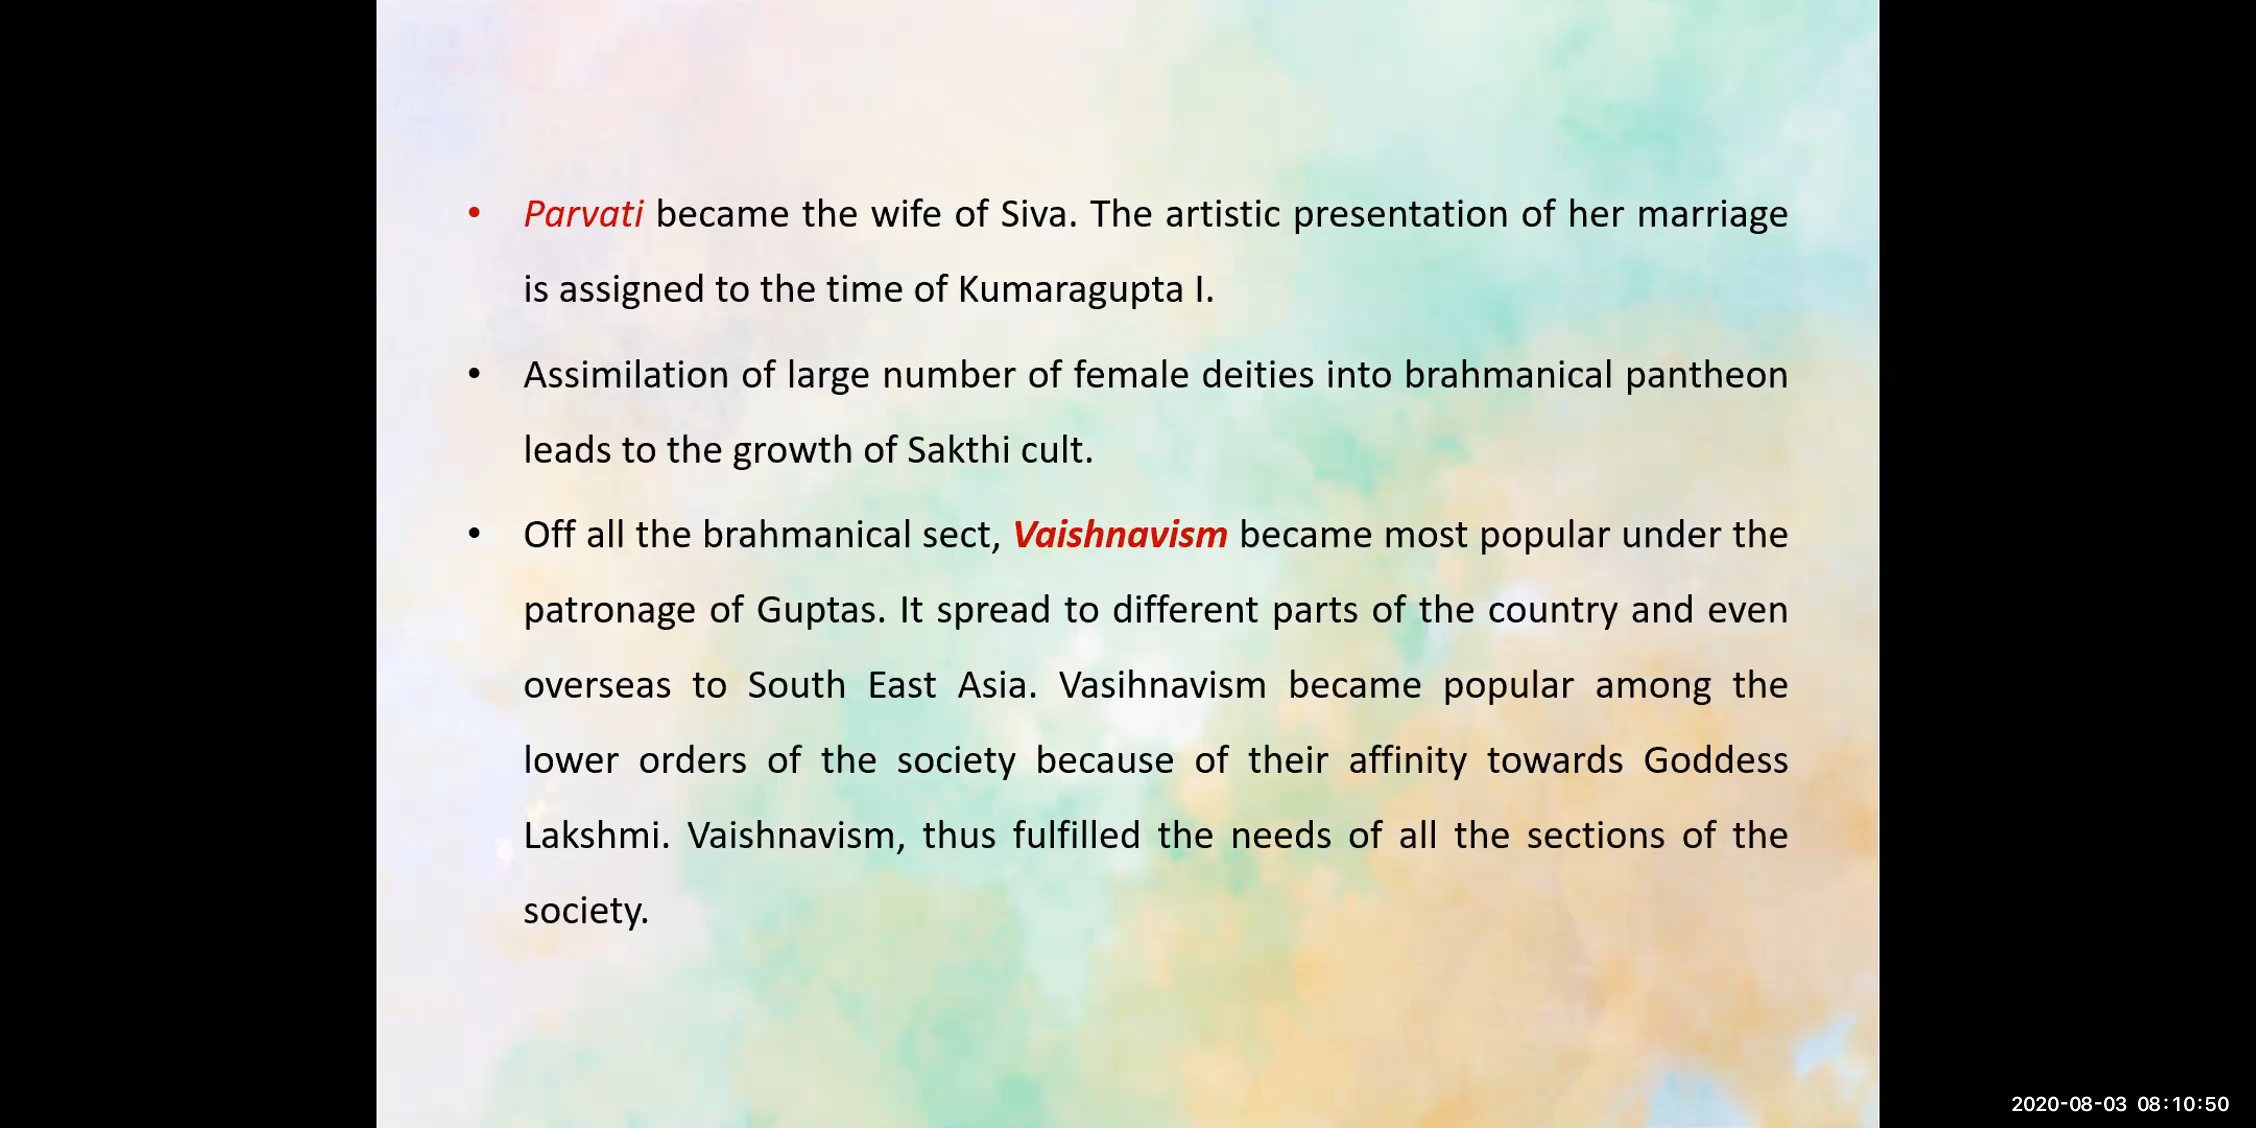 • Parvati became the wife of Siva. The artistic presentation of her marriage
is assigned to the time of Kumaragupta I.
• Assimilation of large number of female deities into brahmanical pantheon
leads to the growth of Sakthi cult.
• Off all the brahmanical sect, Vaishnavism became most popular under the
patronage of Guptas. It spread to different parts of the country and even
overseas to South East Asia. Vasihnavism became popular among the
lower orders of the society because of their affinity towards Goddess
Lakshmi. Vaishnavism, thus fulfilled the needs of all the sections of the
society.
2020-08-03 08:10:50